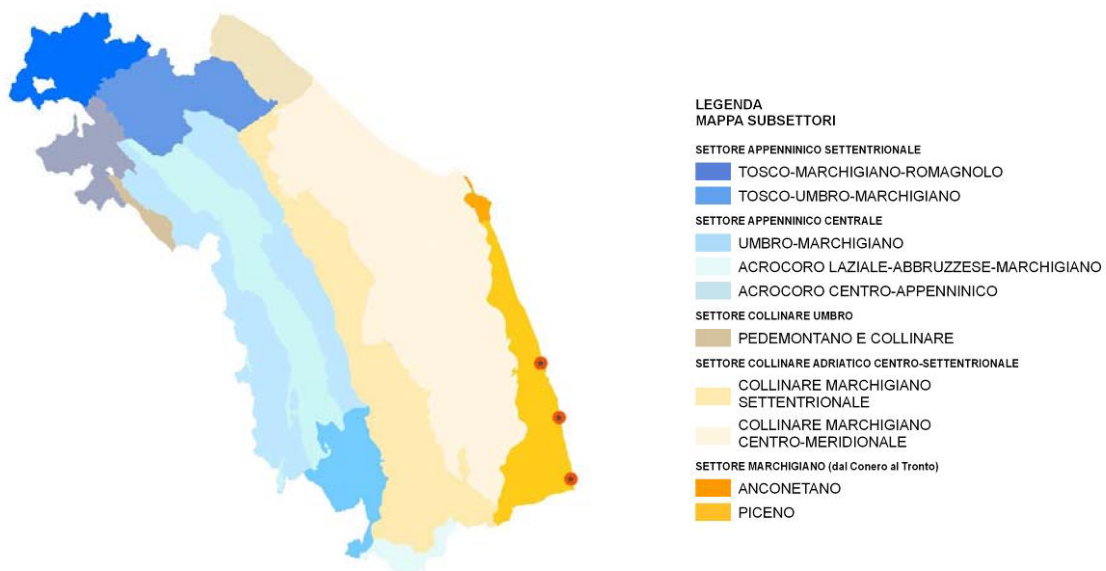 LEGENDA
MAPPA SUBSETTORI
SETTORE APPENNINICO SETTENTRIONALE
TOSCO-MARCHIGIANO-ROMAGNOLO
TOSCO-UMBRO-MARCHIGIANO
SETTORE APPENNINICO CENTRALE
UMBRO-MARCHIGIANO
ACROCORO LAZIALE-ABBRUZZESE-MARCHIGIANO
ACROCORO CENTRO-APPENNINICO
SETTORE COLLINARE UMBRO
PEDEMONTANO E COLLINARE
SETTORE COLLINARE ADRIATICO CENTRO-SETTENTRIONALE
COLLINARE MARCHIGIANO
SETTENTRIONALE
COLLINARE MARCHIGIANO
CENTRO-MERIDIONALE
SETTORE MARCHIGIANO (dal Conero al Tronto)
ANCONETANO
PICENO